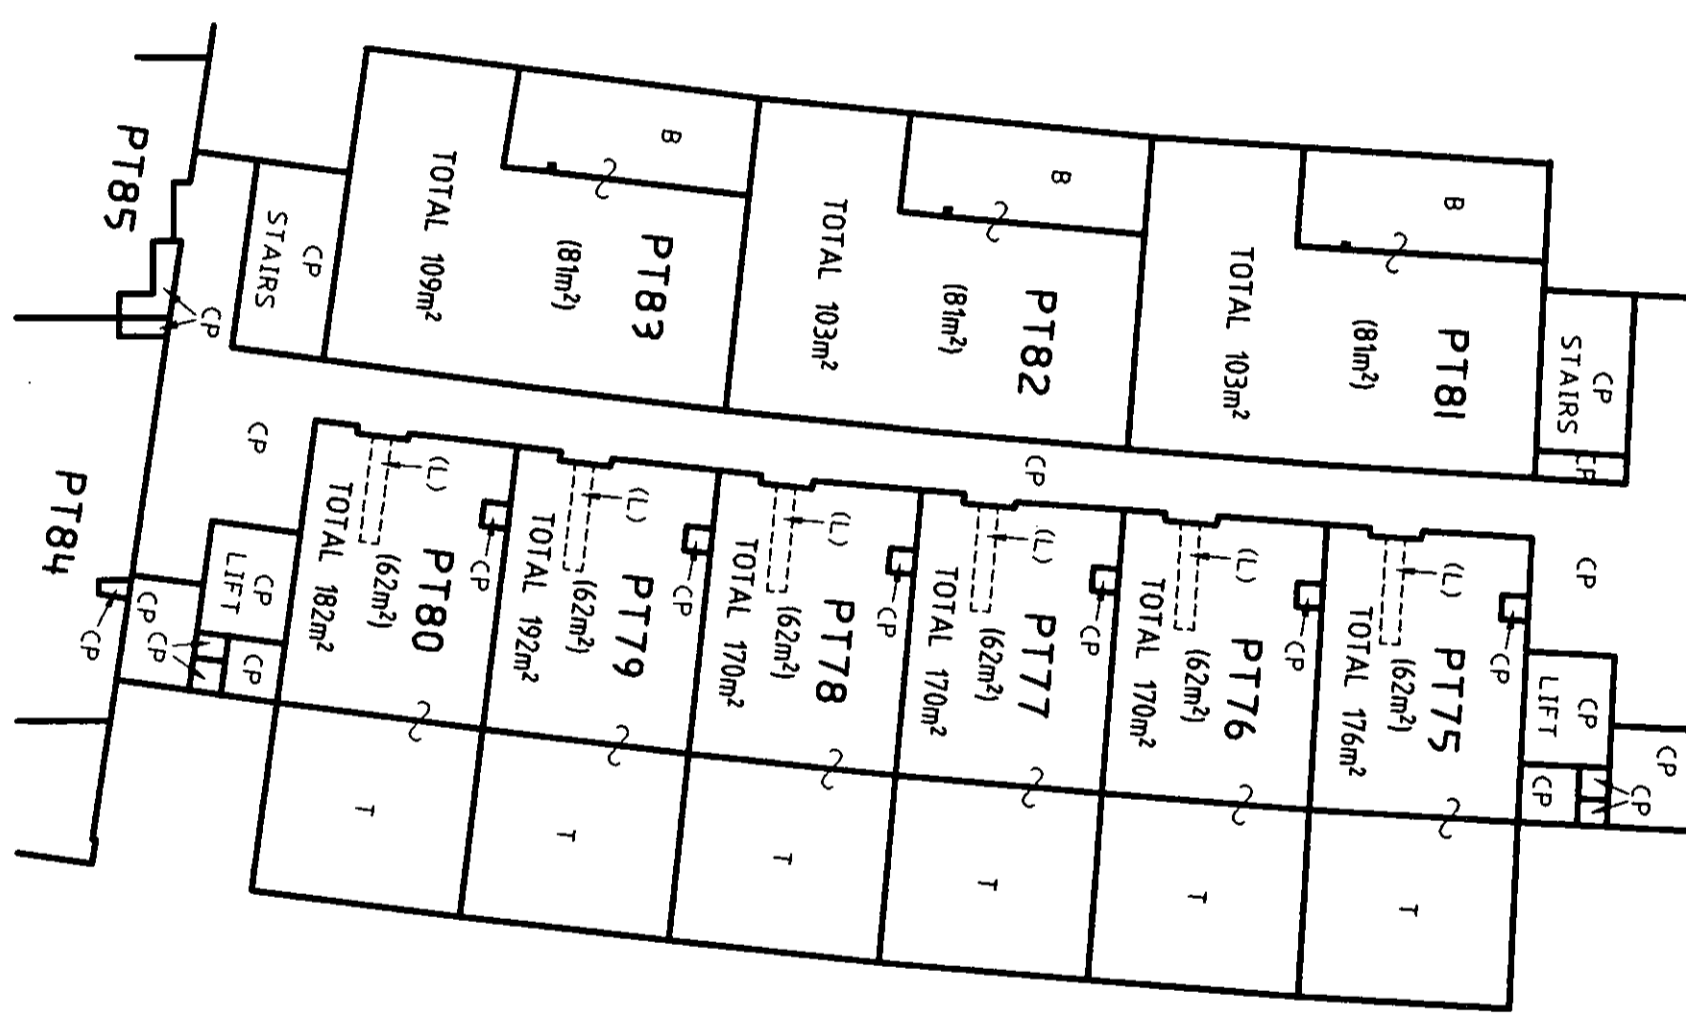 PT85
CP
STAIRS
CP
TOTAL 109m²
B
(81m²)
PT83
TOTAL 103m²
B
(81m²)
PT82
TOTAL 103m²
B
(81m²)
PT81
CP
STAIRS
CP
CP
CP
CP
PT84
CP
CP
CP
CP
LIFT
CP
TOTAL 182m²
(L)
(62m²)
PT80
CP
TOTAL 192m²
(L)
(62m²)
PT79
CP
TOTAL 170m²
(L)
(62m²)
PT78
CP
TOTAL 170m²
(L)
(62m²)
PT77
CP
TOTAL 170m²
(L)
(62m²)
PT76
CP
TOTAL 176m²
(L)
(62m²)
PT75
CP
CP
LIFT
CP
CP
CP
T
T
T
T
T
T